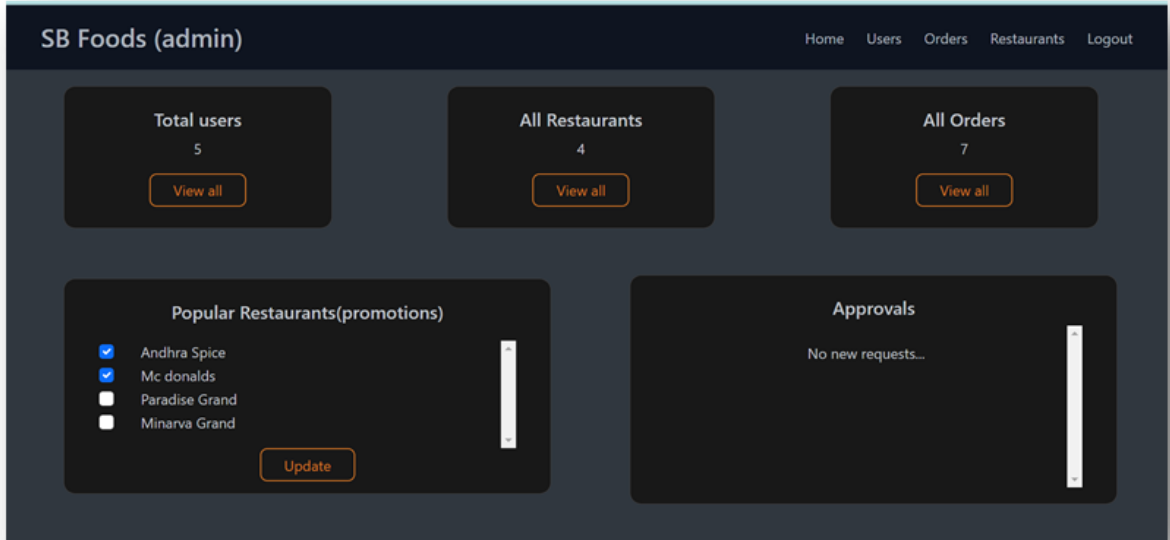 SB Foods (admin)
Home Users Orders Restaurants Logout
Total users
5
View all
All Restaurants
4
View all
All Orders
7
View all
Popular Restaurants(promotions)
Andhra Spice
Mc donalds
Paradise Grand
Minarva Grand
Update
Approvals
No new requests...